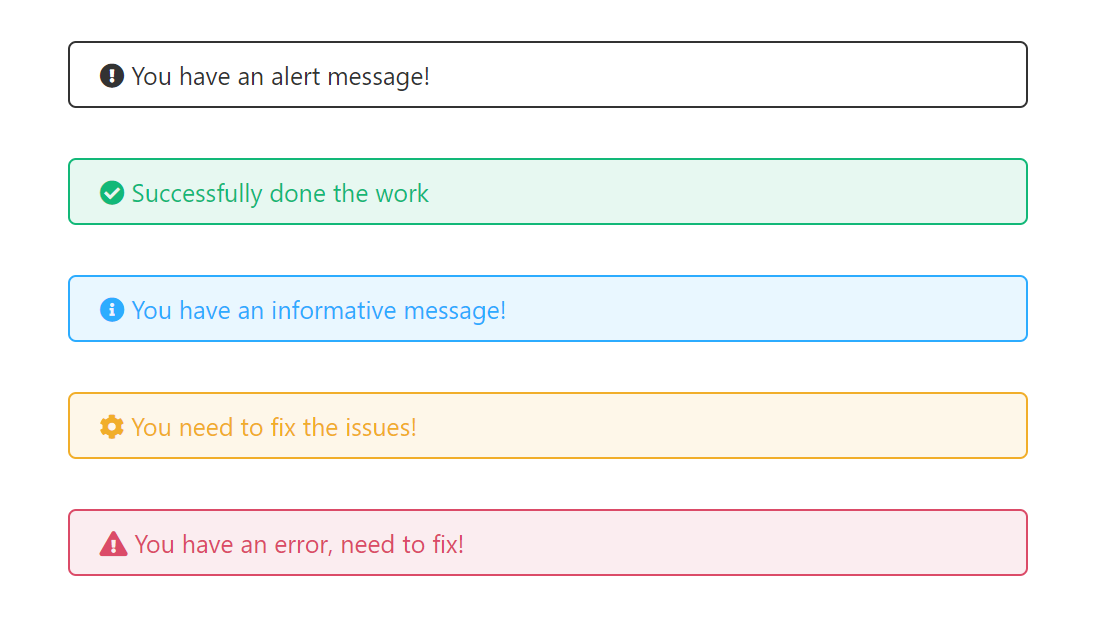 You have an alert message!
Successfully done the work
You have an informative message!
You need to fix the issues!
You have an error, need to fix!